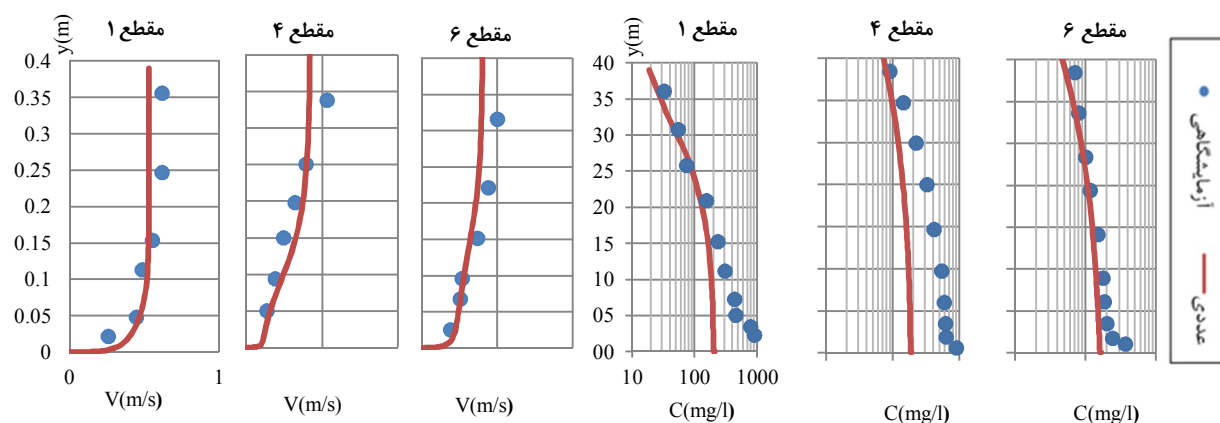 مقطع ۱
y(m)
0.4
0.35
0.3
0.25
0.2
0.15
0.1
0.05
0
0
1
V(m/s)
مقطع ۴
V(m/s)
مقطع ۶
V(m/s)
مقطع ۱
y(m)
40
35
30
25
20
15
10
05
00
10
100
1000
C(mg/l)
مقطع ۴
C(mg/l)
مقطع ۶
C(mg/l)
آزمایشگاهی
عددی